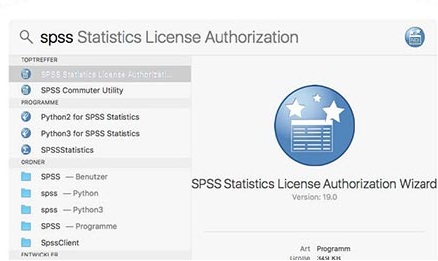 spss Statistics License Authorization
TOPTREFFER
SPSS Statistics License Authorizati...
SPSS Commuter Utility
PROGRAMME
Python2 for SPSS Statistics
Python3 for SPSS Statistics
SPSSStatistics
ORDNER
SPSS — Benutzer
spss — Python
spss — Python3
SPSS — Programme
SpssClient
ENTWICKLER
SPSS Statistics License Authorization Wizard
Version: 19.0
Art Programm
Größe 349 KB